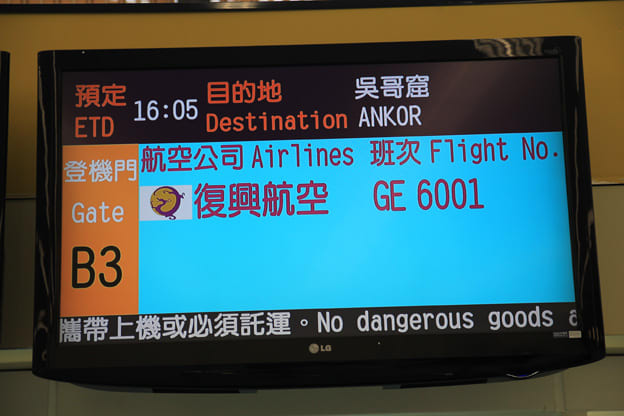 預定 16:05 目的地 吳哥窟
ETD Destination ANKOR
登機門 航空公司 Airlines 班次 Flight No.
Gate 復興航空 GE 6001
B3
攜帶上機或必須託運。No dangerous goods a
LG